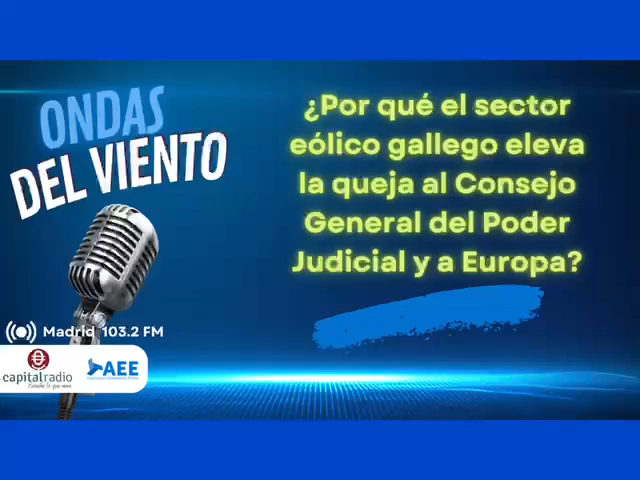 ONDAS
DEL VIENTO
¿Por qué el sector
eólico gallego eleva
la queja al Consejo
General del Poder
Judicial y a Europa?
Madrid 103.2 FM
capitalradio
AEE